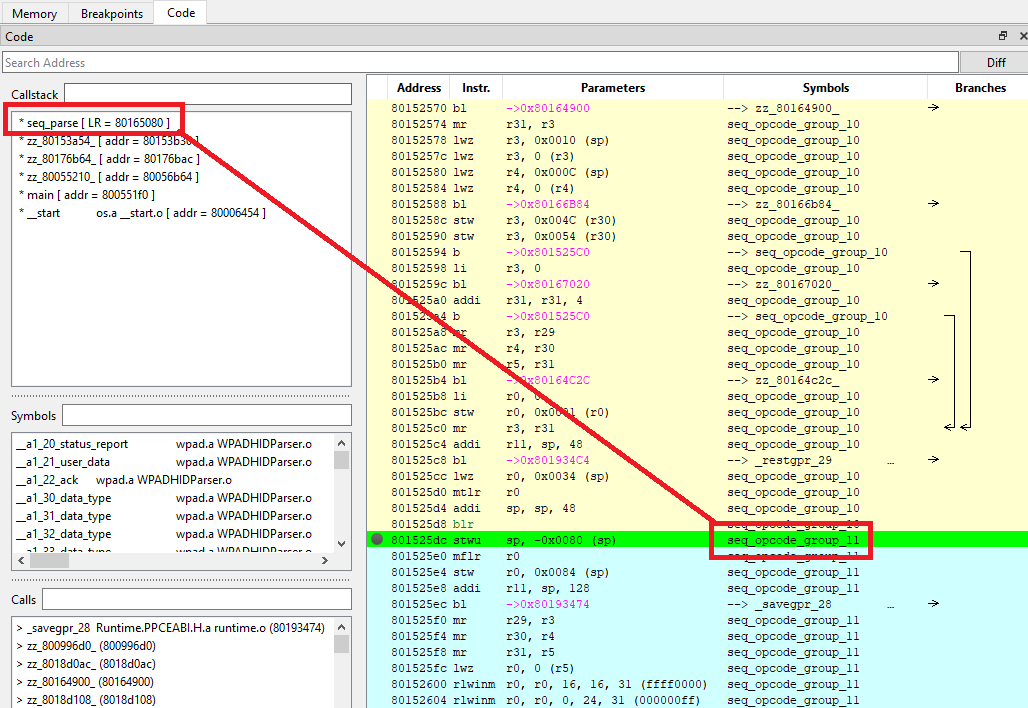 Memory Breakpoints Code
Code
Search Address Diff
Callstack
* seq_parse [ LR = 80165080 ]
* zz_80153a54_ [ addr = 80153b30 ]
* zz_80176b64_ [ addr = 80176bac ]
* zz_80055210_ [ addr = 80056b64 ]
* main [ addr = 800551f0 ]
* __start os.a __start.o [ addr = 80006454 ]
Symbols
__a1_20_status_report wpad.a WPADHIDParser.o
__a1_21_user_data wpad.a WPADHIDParser.o
__a1_22_ack wpad.a WPADHIDParser.o
__a1_30_data_type wpad.a WPADHIDParser.o
__a1_31_data_type wpad.a WPADHIDParser.o
__a1_32_data_type wpad.a WPADHIDParser.o
__a1_33_data_type wpad.a WPADHIDParser.o
Calls
> _savegpr_28 Runtime.PPCEABI.H.a runtime.o (80193474)
> zz_800996d0_ (800996d0)
> zz_8018d0ac_ (8018d0ac)
> zz_80164900_ (80164900)
> zz_8018d108_ (8018d108)
Address Instr. Parameters Symbols Branches
80152570 bl ->0x80164900 --> zz_80164900_
80152574 mr r31, r3 seq_opcode_group_10
80152578 lwz r3, 0x0010 (sp) seq_opcode_group_10
8015257c lwz r3, 0 (r3) seq_opcode_group_10
80152580 lwz r4, 0x000C (sp) seq_opcode_group_10
80152584 lwz r4, 0 (r4) seq_opcode_group_10
80152588 bl ->0x80166B84 --> zz_80166b84_
8015258c stw r3, 0x004C (r30) seq_opcode_group_10
80152590 stw r3, 0x0054 (r30) seq_opcode_group_10
80152594 b ->0x801525C0 --> seq_opcode_group_10
80152598 li r3, 0 seq_opcode_group_10
8015259c bl ->0x80167020 --> zz_80167020_
801525a0 addi r31, r31, 4 seq_opcode_group_10
801525a4 b ->0x801525C0 --> seq_opcode_group_10
801525a8 mr r3, r29 seq_opcode_group_10
801525ac mr r4, r30 seq_opcode_group_10
801525b0 mr r5, r31 seq_opcode_group_10
801525b4 bl ->0x80164C2C --> zz_80164c2c_
801525b8 li r0, seq_opcode_group_10
801525bc stw r0, (r0) seq_opcode_group_10
801525c0 mr r3, r31 seq_opcode_group_10
801525c4 addi r11, sp, 48 seq_opcode_group_10
801525c8 bl ->0x801934C4 --> _restgpr_29 ...
801525cc lwz r0, 0x0034 (sp) seq_opcode_group_10
801525d0 mtlr r0 seq_opcode_group_10
801525d4 addi sp, sp, 48 seq_opcode_group_10
801525d8 blr seq_opcode_group_10
801525dc stwu sp, -0x0080 (sp) seq_opcode_group_11
801525e0 mflr r0 seq_opcode_group_11
801525e4 stw r0, 0x0084 (sp) seq_opcode_group_11
801525e8 addi r11, sp, 128 seq_opcode_group_11
801525ec bl ->0x80193474 --> _savegpr_28 ...
801525f0 mr r29, r3 seq_opcode_group_11
801525f4 mr r30, r4 seq_opcode_group_11
801525f8 mr r31, r5 seq_opcode_group_11
801525fc lwz r0, 0 (r5) seq_opcode_group_11
80152600 rlwinm r0, r0, 16, 16, 31 (ffff0000) seq_opcode_group_11
80152604 rlwinm r0, r0, 0, 24, 31 (000000ff) seq_opcode_group_11